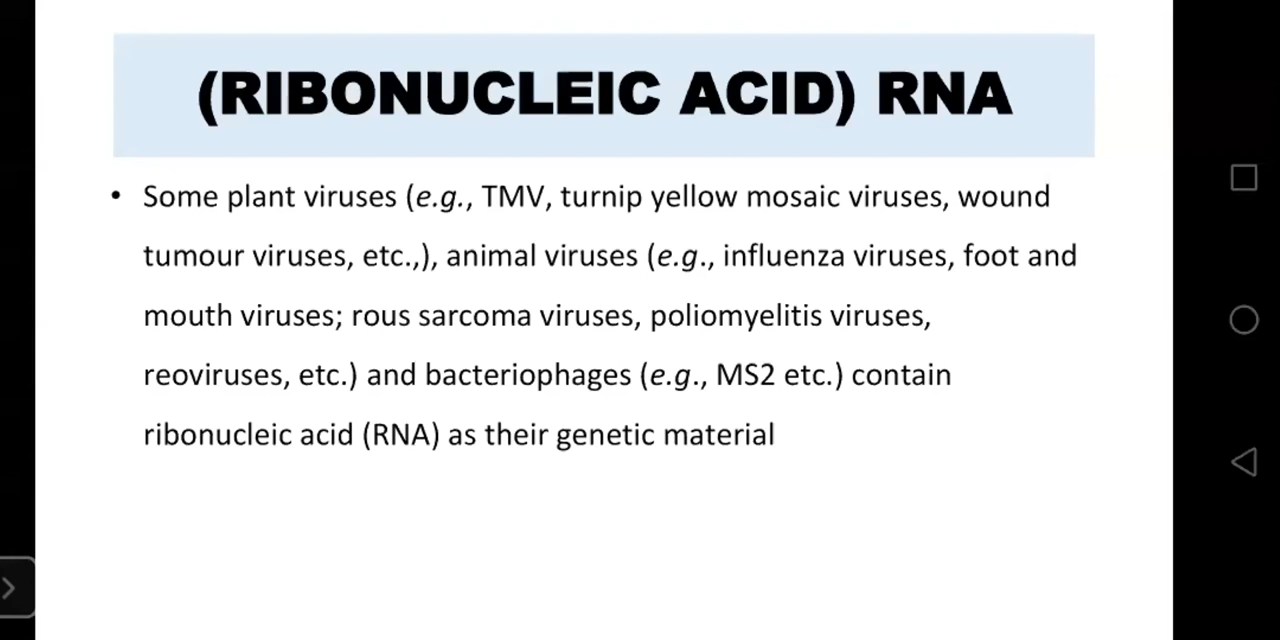 (RIBONUCLEIC ACID) RNA
• Some plant viruses (e.g., TMV, turnip yellow mosaic viruses, wound
tumour viruses, etc.,), animal viruses (e.g., influenza viruses, foot and
mouth viruses; rous sarcoma viruses, poliomyelitis viruses,
reoviruses, etc.) and bacteriophages (e.g., MS2 etc.) contain
ribonucleic acid (RNA) as their genetic material